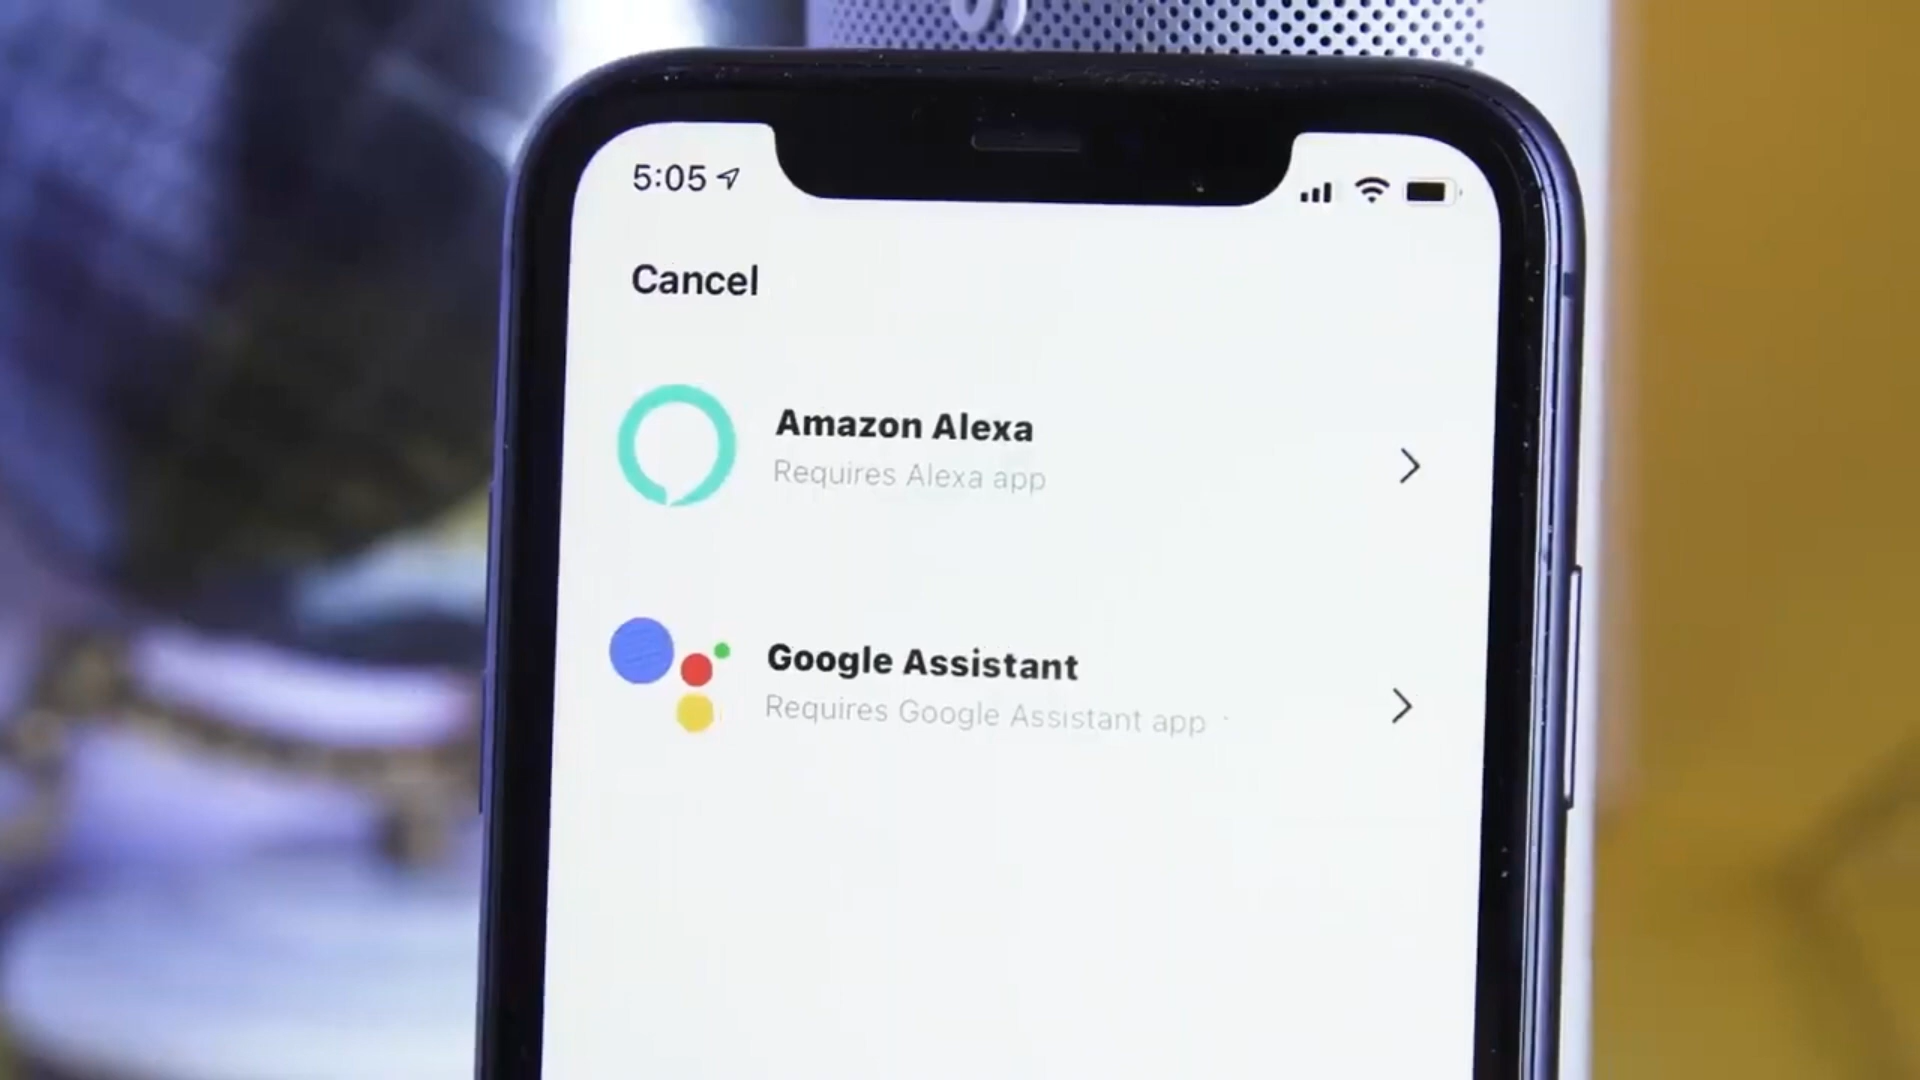 5:05
Cancel
Amazon Alexa
Requires Alexa app
Google Assistant
Requires Google Assistant app